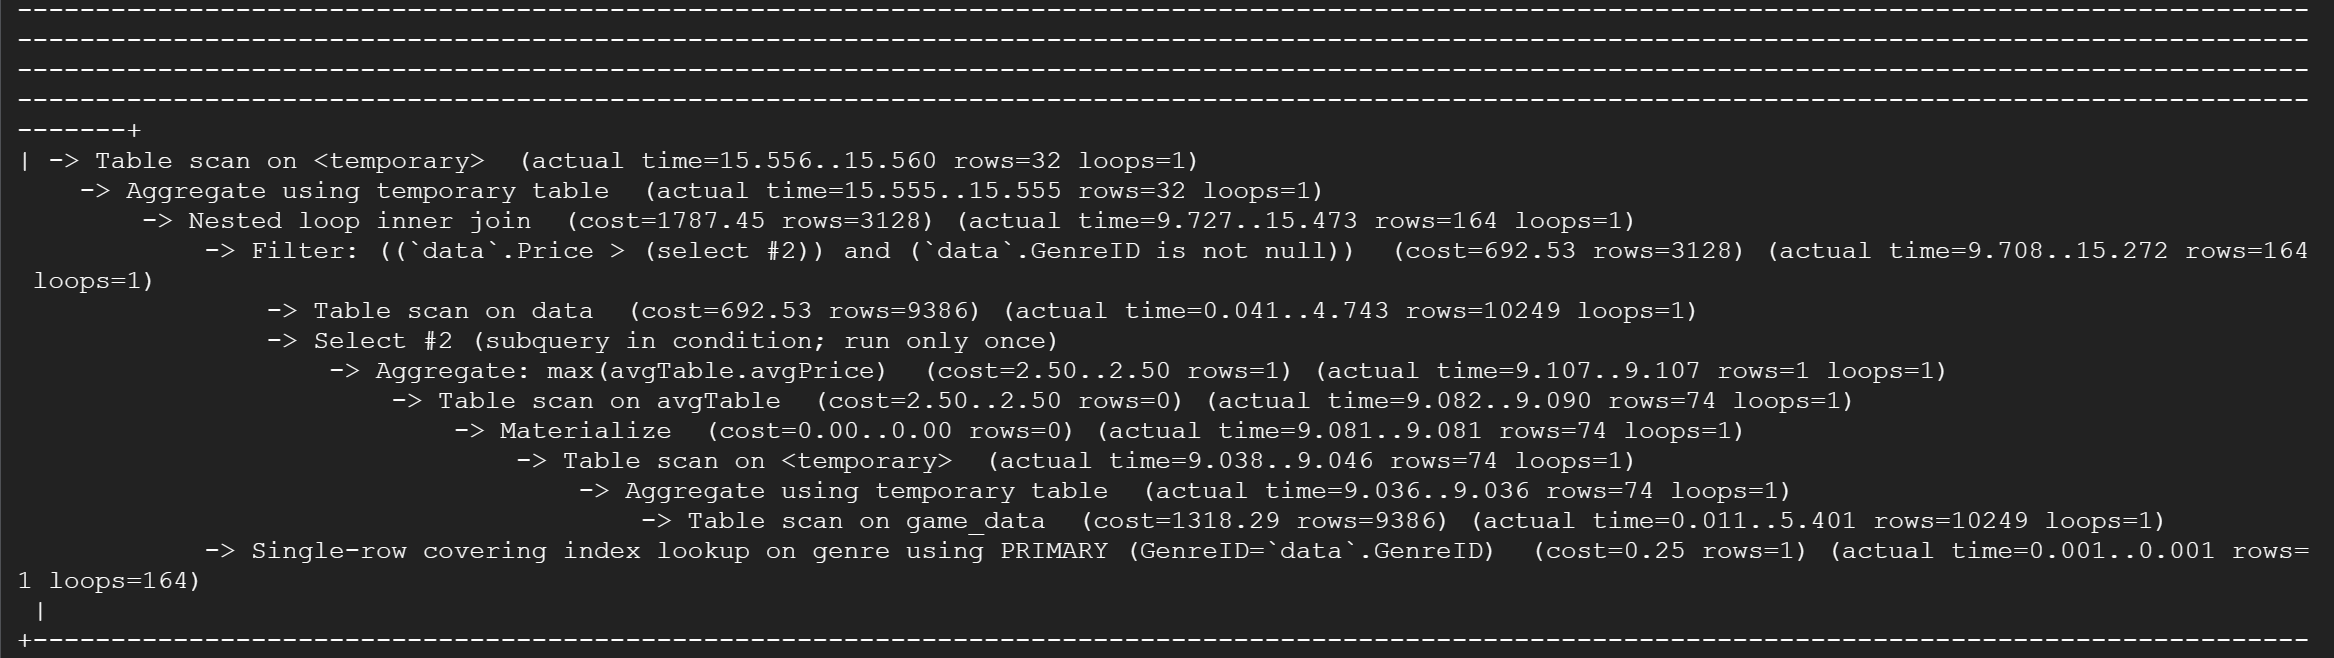 --------------------------------------------------------------------------------------------------------------------------------------------------
--------------------------------------------------------------------------------------------------------------------------------------------------
--------------------------------------------------------------------------------------------------------------------------------------------------
--------------------------------------------------------------------------------------------------------------------------------------------------
-------+
| -> Table scan on <temporary>  (actual time=15.556..15.560 rows=32 loops=1)
    -> Aggregate using temporary table  (actual time=15.555..15.555 rows=32 loops=1)
        -> Nested loop inner join  (cost=1787.45 rows=3128) (actual time=9.727..15.473 rows=164 loops=1)
            -> Filter: ((`data`.Price > (select #2)) and (`data`.GenreID is not null))  (cost=692.53 rows=3128) (actual time=9.708..15.272 rows=164
 loops=1)
                -> Table scan on data  (cost=692.53 rows=9386) (actual time=0.041..4.743 rows=10249 loops=1)
                -> Select #2 (subquery in condition; run only once)
                    -> Aggregate: max(avgTable.avgPrice)  (cost=2.50..2.50 rows=1) (actual time=9.107..9.107 rows=1 loops=1)
                        -> Table scan on avgTable  (cost=2.50..2.50 rows=0) (actual time=9.082..9.090 rows=74 loops=1)
                            -> Materialize  (cost=0.00..0.00 rows=0) (actual time=9.081..9.081 rows=74 loops=1)
                                -> Table scan on <temporary>  (actual time=9.038..9.046 rows=74 loops=1)
                                    -> Aggregate using temporary table  (actual time=9.036..9.036 rows=74 loops=1)
                                        -> Table scan on game_data  (cost=1318.29 rows=9386) (actual time=0.011..5.401 rows=10249 loops=1)
            -> Single-row covering index lookup on genre using PRIMARY (GenreID=`data`.GenreID)  (cost=0.25 rows=1) (actual time=0.001..0.001 rows=
1 loops=164)
 |
+-------------------------------------------------------------------------------------------------------------------------------------------------